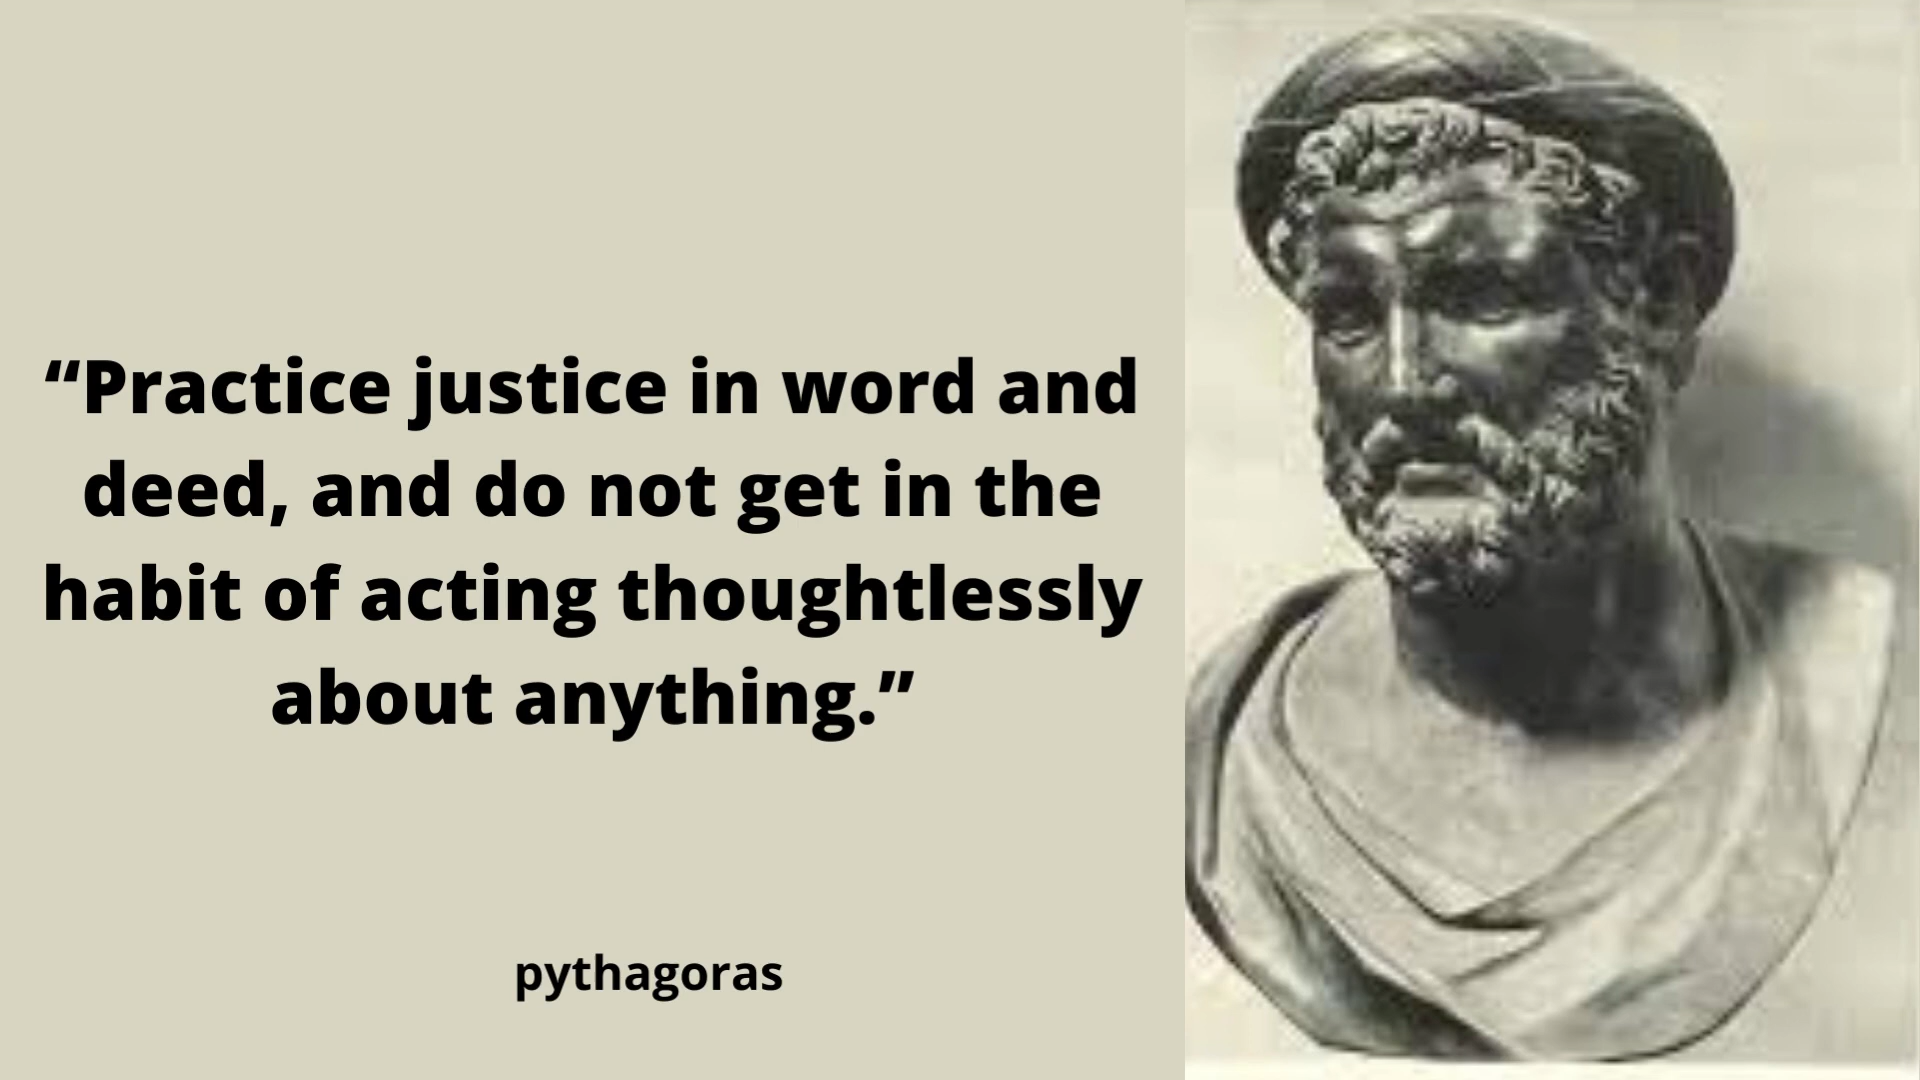 “Practice justice in word and
deed, and do not get in the
habit of acting thoughtlessly
about anything.”
pythagoras